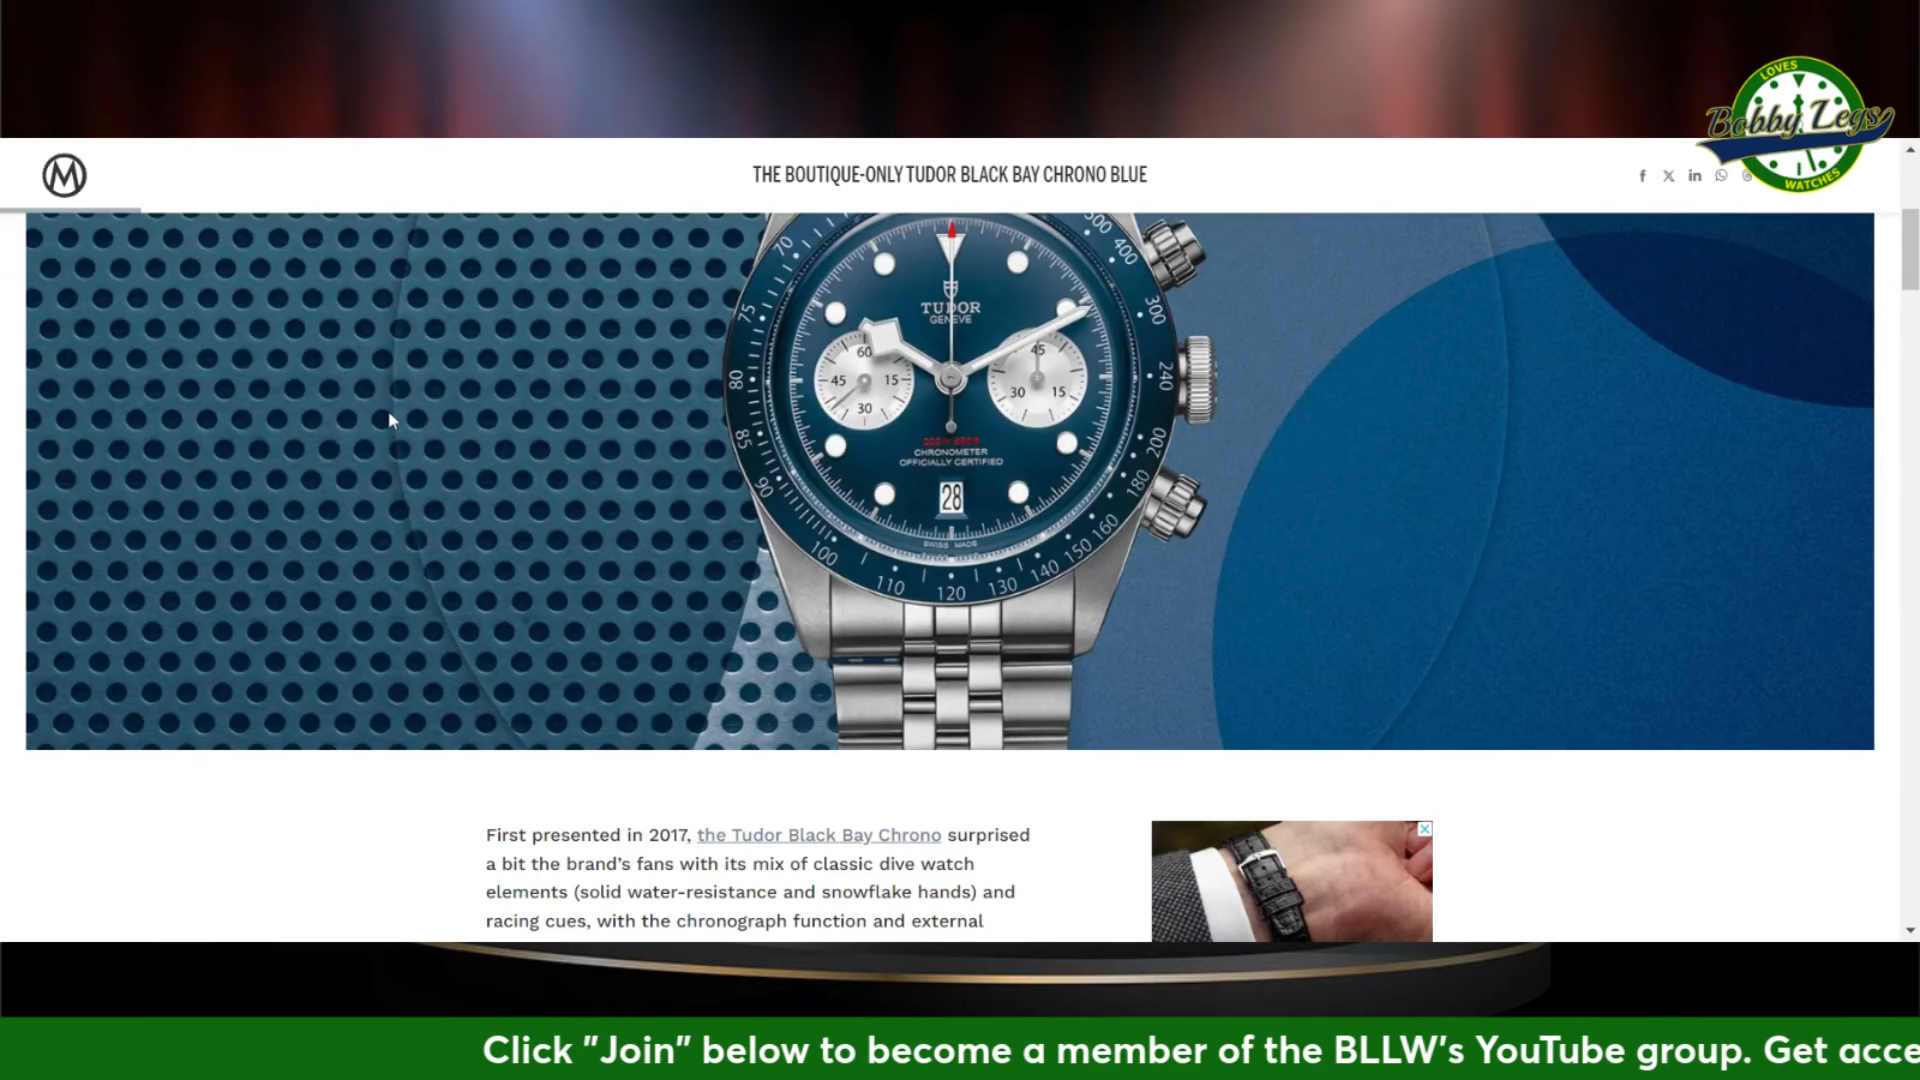 LOVES
Bobby Legs
WATCHES
THE BOUTIQUE-ONLY TUDOR BLACK BAY CHRONO BLUE
500
400
300
240
200
180
160
150
140
130
120
110
100
90
85
80
75
70
TUDOR
GENEVE
60
45 15
30
45
30 15
CHRONOMETER
OFFICIALLY CERTIFIED
28
SWISS MADE
First presented in 2017, the Tudor Black Bay Chrono surprised
a bit the brand's fans with its mix of classic dive watch
elements (solid water-resistance and snowflake hands) and
racing cues, with the chronograph function and external
Click "Join" below to become a member of the BLLW's YouTube group. Get acce